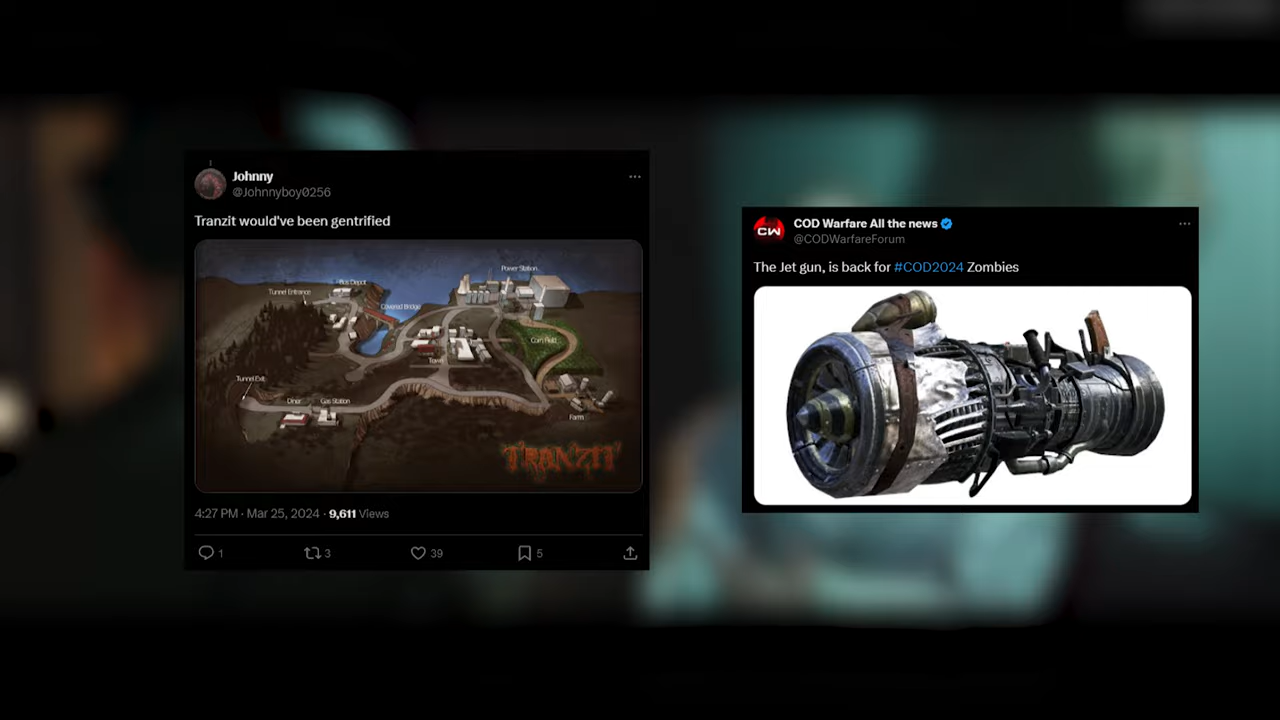 Johnny
@Johnnyboy0256
Tranzit would've been gentrified
Power Station
Bus Depot
Tunnel Entrance
Covered Bridge
Corn Field
Town
Tunnel Exit
Diner
Gas Station
Farm
TRANZIT
4:27 PM · Mar 25, 2024 · 9,611 Views
1
3
39
5
CW
COD Warfare All the news
@CODWarfareForum
The Jet gun, is back for #COD2024 Zombies